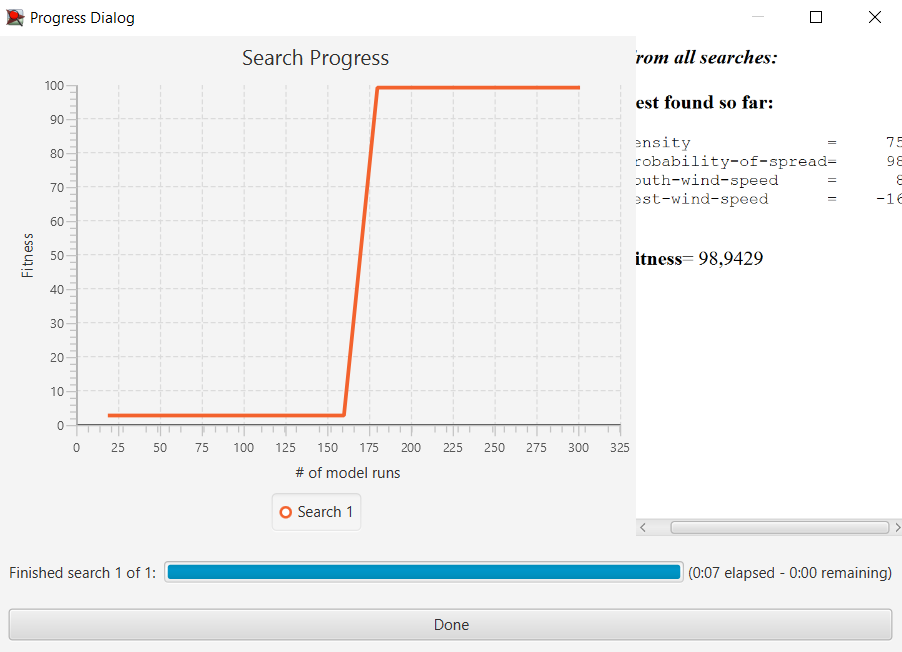 Progress Dialog
Search Progress
Fitness
100
90
80
70
60
50
40
30
20
10
0
0 25 50 75 100 125 150 175 200 225 250 275 300 325
# of model runs
Search 1
rom all searches:
est found so far:
ensity = 75
robability-of-spread= 98
outh-wind-speed = 8
est-wind-speed = -16
itness= 98,9429
Finished search 1 of 1: (0:07 elapsed - 0:00 remaining)
Done